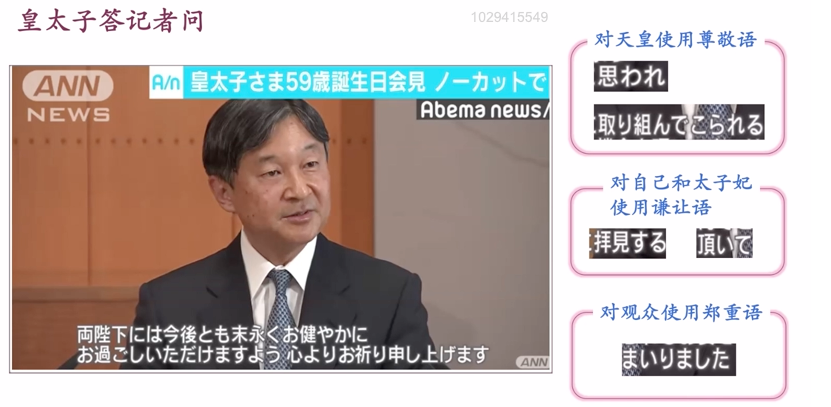 皇太子答记者问
1029415549
ANN
NEWS
A/n
皇太子さま59歳誕生日会見 ノーカットで
Abema news/
両陛下には今後とも末永くお健やかに
お過ごしいただけますよう 心よりお祈り申し上げます
ANN
对天皇使用尊敬语
思われ
取り組んでこられる
对自己和太子妃
使用谦让语
拝見する
頂いて
对观众使用郑重语
まいりました